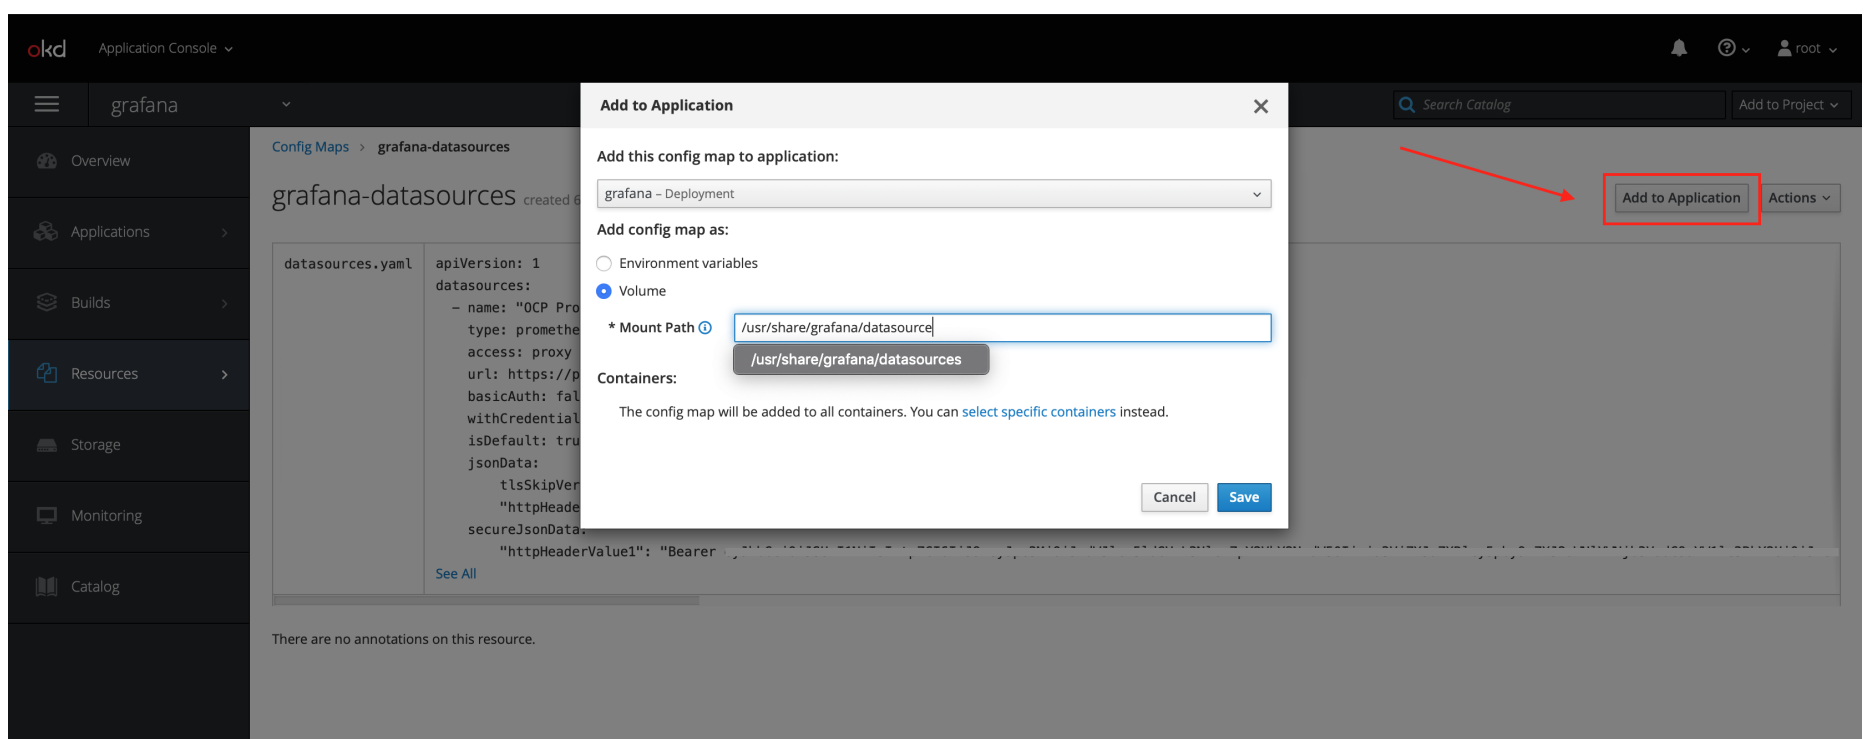 okd Application Console root
grafana Search Catalog Add to Project
Overview
Applications
Builds
Resources
Storage
Monitoring
Catalog
Config Maps > grafana-datasources
grafana-datasources created 6
Add to Application Actions
datasources.yaml
apiVersion: 1
datasources:
– name: "OCP Pro
type: promethe
access: proxy
url: https://p
basicAuth: fal
withCredential
isDefault: tru
jsonData:
tlsSkipVer
"httpHeade
secureJsonData:
"httpHeaderValue1": "Bearer
See All
There are no annotations on this resource.
Add to Application
Add this config map to application:
grafana – Deployment
Add config map as:
Environment variables
Volume
* Mount Path /usr/share/grafana/datasource
/usr/share/grafana/datasources
Containers:
The config map will be added to all containers. You can select specific containers instead.
Cancel Save